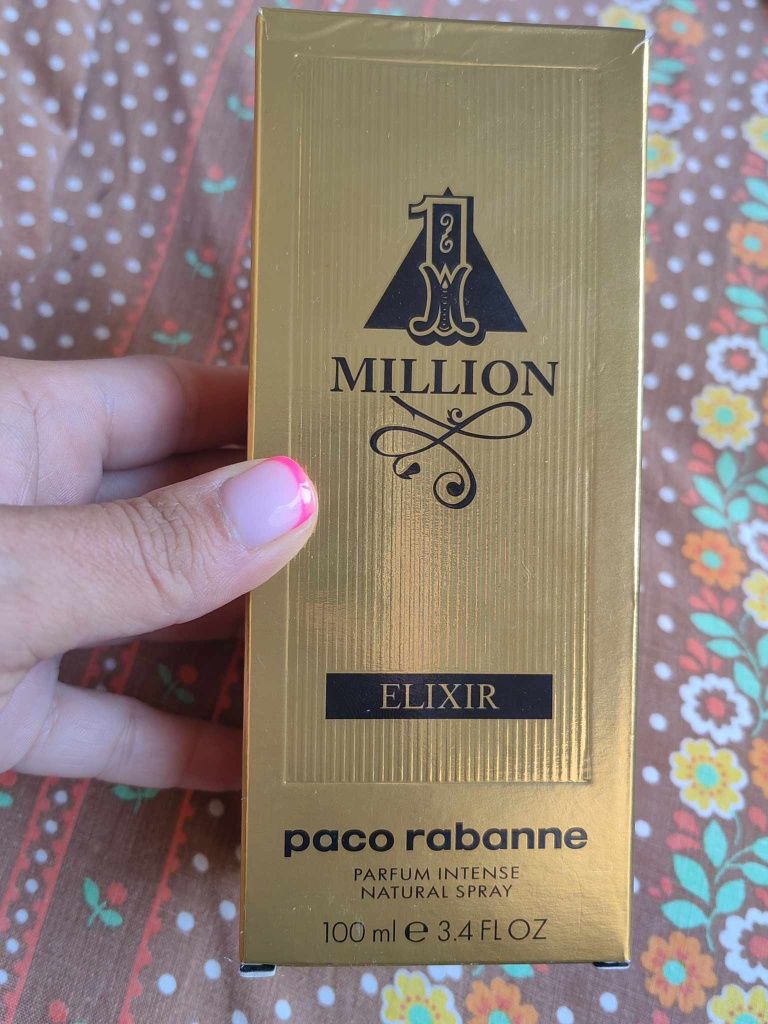 1
MILLION
ELIXIR
paco rabanne
PARFUM INTENSE
NATURAL SPRAY
100 ml ℮ 3.4 FL OZ